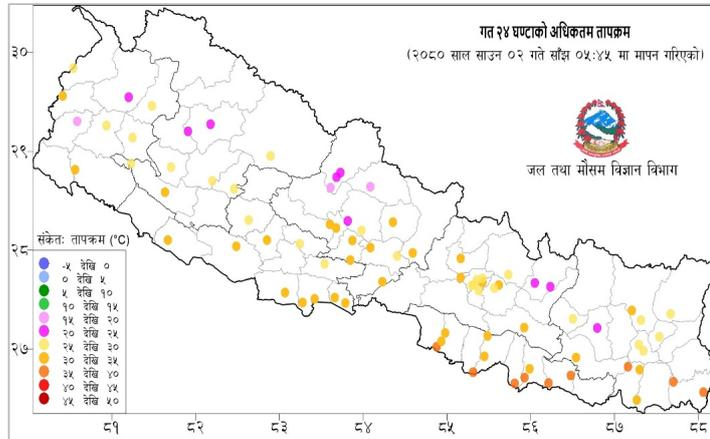 गत २४ घण्टाको अधिकतम तापक्रम
(२०८० साल साउन ०२ गते साँझ ०५:४५ मा मापन गरिएको)
जल तथा मौसम विज्ञान विभाग
३०
२९
२८
२७
संकेतः तापक्रम (°C)
-५ देखि ०
० देखि ५
५ देखि १०
१० देखि १५
१५ देखि २०
२० देखि २५
२५ देखि ३०
३० देखि ३५
३५ देखि ४०
४० देखि ४५
४५ देखि ५०
८१ ८२ ८३ ८४ ८५ ८६ ८७ ८८